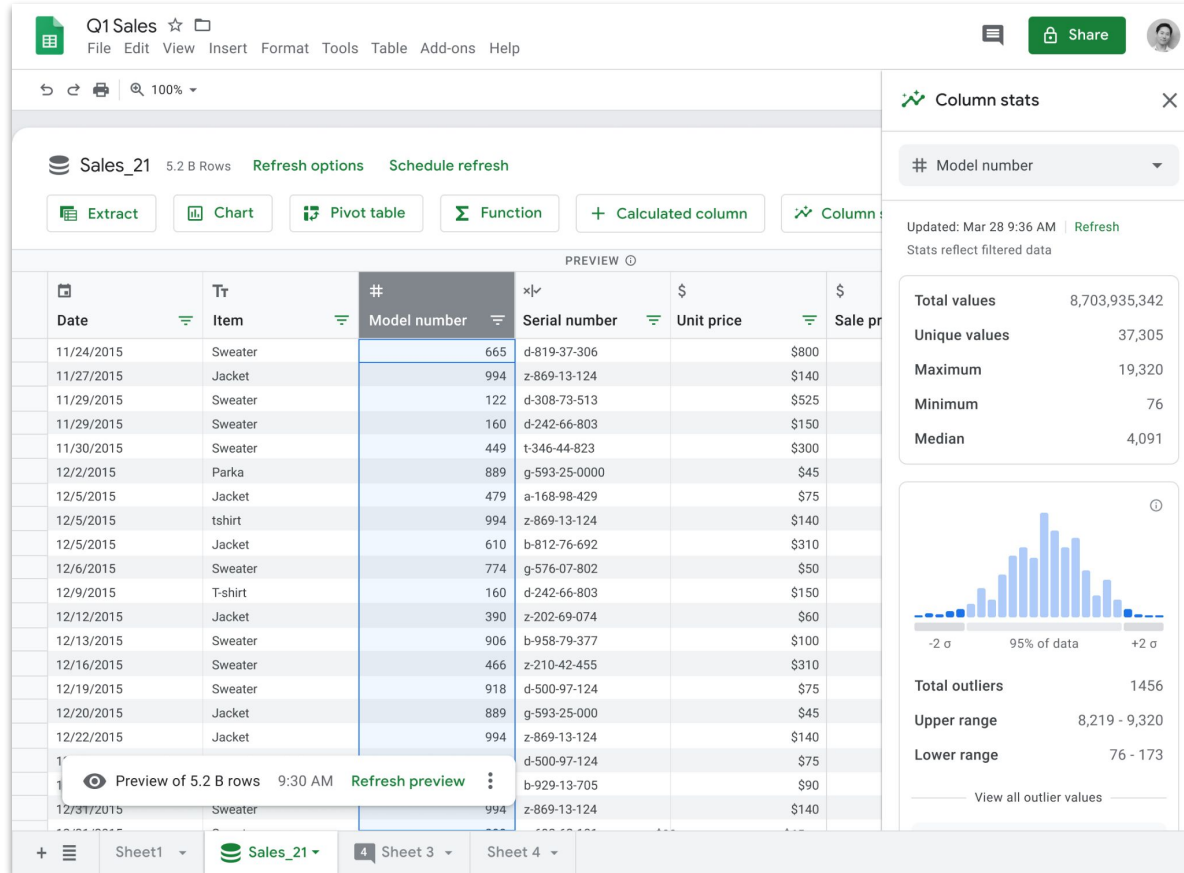 Q1 Sales
File Edit View Insert Format Tools Table Add-ons Help
Share
100%
Sales_21 5.2 B Rows Refresh options Schedule refresh
Extract Chart Pivot table Σ Function + Calculated column Column
PREVIEW
Date Item # Model number Serial number $ Unit price $ Sale pr
11/24/2015 Sweater 665 d-819-37-306 $800
11/27/2015 Jacket 994 z-869-13-124 $140
11/29/2015 Sweater 122 d-308-73-513 $525
11/29/2015 Sweater 160 d-242-66-803 $150
11/30/2015 Sweater 449 t-346-44-823 $300
12/2/2015 Parka 889 g-593-25-0000 $45
12/5/2015 Jacket 479 a-168-98-429 $75
12/5/2015 tshirt 994 z-869-13-124 $140
12/5/2015 Jacket 610 b-812-76-692 $310
12/6/2015 Sweater 774 g-576-07-802 $50
12/9/2015 T-shirt 160 d-242-66-803 $150
12/12/2015 Jacket 390 z-202-69-074 $60
12/13/2015 Sweater 906 b-958-79-377 $100
12/16/2015 Sweater 466 z-210-42-455 $310
12/19/2015 Sweater 918 d-500-97-124 $75
12/20/2015 Jacket 889 g-593-25-000 $45
12/22/2015 Jacket 994 z-869-13-124 $140
d-500-97-124 $75
b-929-13-705 $90
12/31/2015 Sweater 994 z-869-13-124 $140
Preview of 5.2 B rows 9:30 AM Refresh preview
Column stats
# Model number
Updated: Mar 28 9:36 AM Refresh
Stats reflect filtered data
Total values 8,703,935,342
Unique values 37,305
Maximum 19,320
Minimum 76
Median 4,091
-2 σ 95% of data +2 σ
Total outliers 1456
Upper range 8,219 - 9,320
Lower range 76 - 173
View all outlier values
+ Sheet1 Sales_21 4 Sheet 3 Sheet 4